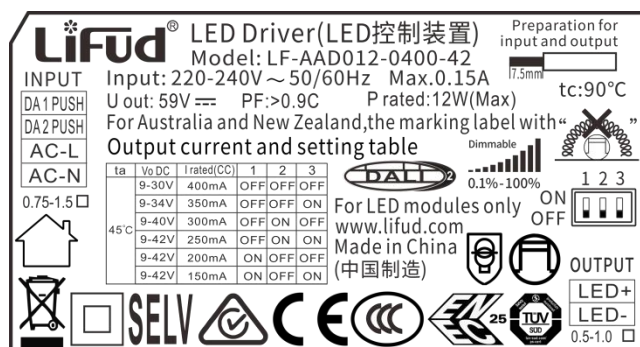 LiFud®
LED Driver(LED控制装置)
Model: LF-AAD012-0400-42
Input: 220-240V～50/60Hz Max.0.15A
U out: 59V PF:>0.9C P rated:12W(Max)
For Australia and New Zealand,the marking label with“ ”
Preparation for
input and output
7.5mm
tc:90℃
INPUT
DA1 PUSH
DA2 PUSH
AC-L
AC-N
0.75-1.5
Output current and setting table
ta Vo DC I rated(CC) 1 2 3
45℃
9-30V 400mA OFF OFF OFF
9-34V 350mA OFF OFF ON
9-40V 300mA OFF ON OFF
9-42V 250mA OFF ON ON
9-42V 200mA ON OFF OFF
9-42V 150mA ON OFF ON
Dimmable
0.1%-100%
DALI 2
For LED modules only
www.lifud.com
Made in China
(中国制造)
1 2 3
ON
OFF
OUTPUT
LED+
LED-
0.5-1.0
SELV
CE
CCC
ENEC
25
TÜV
SÜD